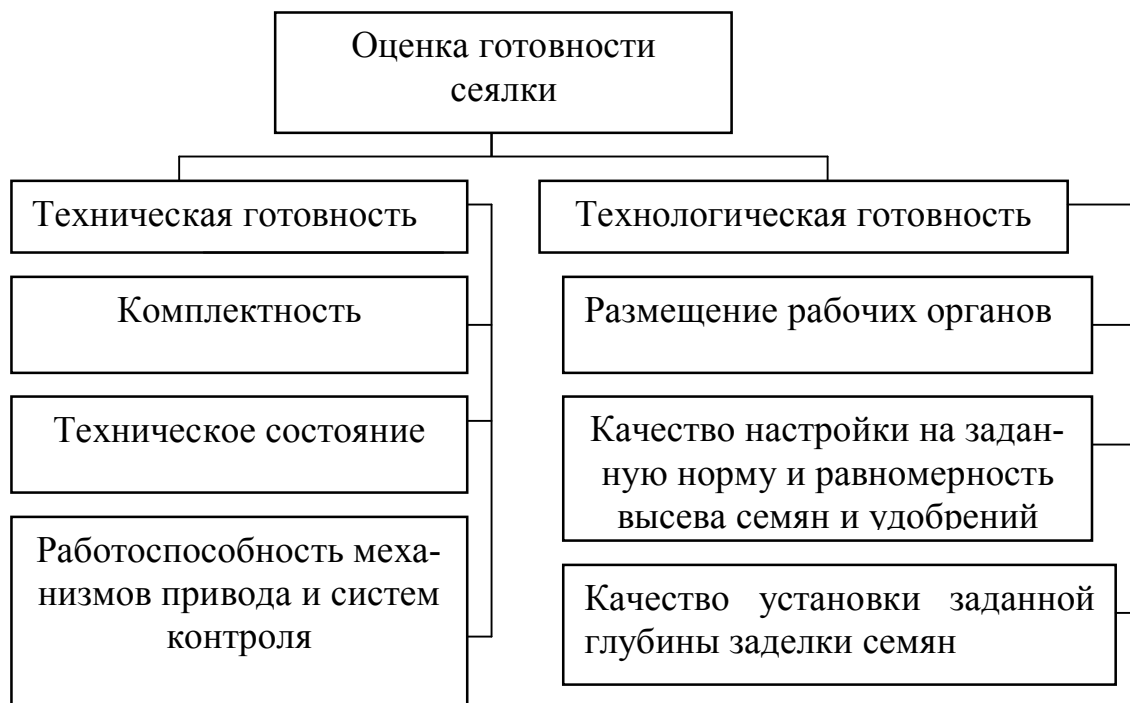 Оценка готовности
сеялки
Техническая готовность
Технологическая готовность
Комплектность
Размещение рабочих органов
Техническое состояние
Качество настройки на задан-
ную норму и равномерность
высева семян и удобрений
Работоспособность меха-
низмов привода и систем
контроля
Качество установки заданной
глубины заделки семян